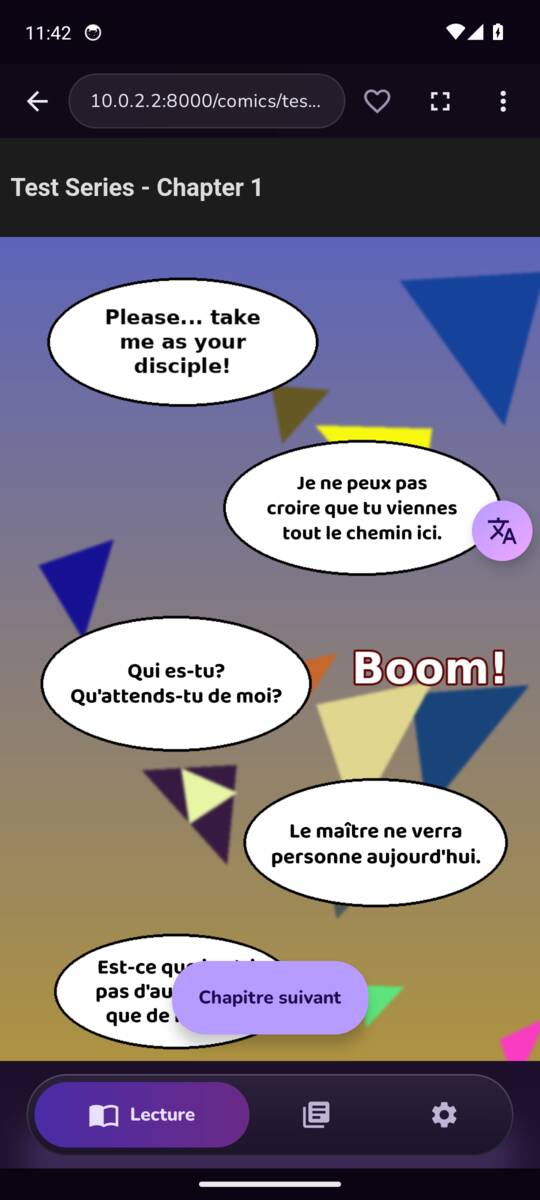 11:42
10.0.2.2:8000/comics/tes...
Test Series - Chapter 1
Please... take
me as your
disciple!
Je ne peux pas
croire que tu viennes
tout le chemin ici.
Qui es-tu?
Qu'attends-tu de moi?
Boom!
Le maître ne verra
personne aujourd'hui.
Est-ce
pas
que de
Chapitre suivant
Lecture